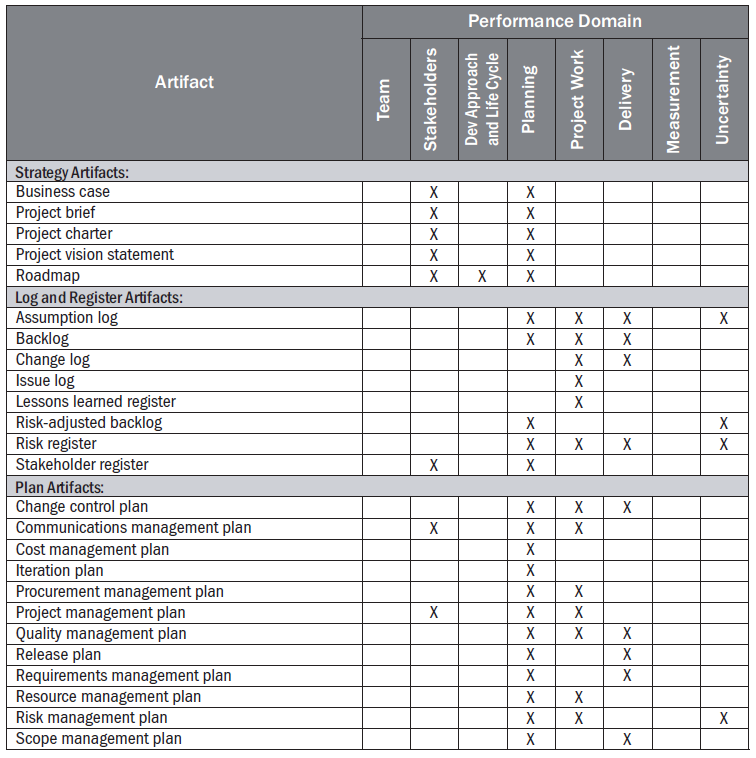 Artifact
Performance Domain
Team
Stakeholders
Dev Approach
and Life Cycle
Planning
Project Work
Delivery
Measurement
Uncertainty
Strategy Artifacts:
Business case X X
Project brief X X
Project charter X X
Project vision statement X X
Roadmap X X X
Log and Register Artifacts:
Assumption log X X X X
Backlog X X X
Change log X X
Issue log X
Lessons learned register X
Risk-adjusted backlog X X
Risk register X X X X
Stakeholder register X X
Plan Artifacts:
Change control plan X X X
Communications management plan X X X
Cost management plan X
Iteration plan X
Procurement management plan X X
Project management plan X X X
Quality management plan X X X
Release plan X X
Requirements management plan X X
Resource management plan X X
Risk management plan X X X
Scope management plan X X